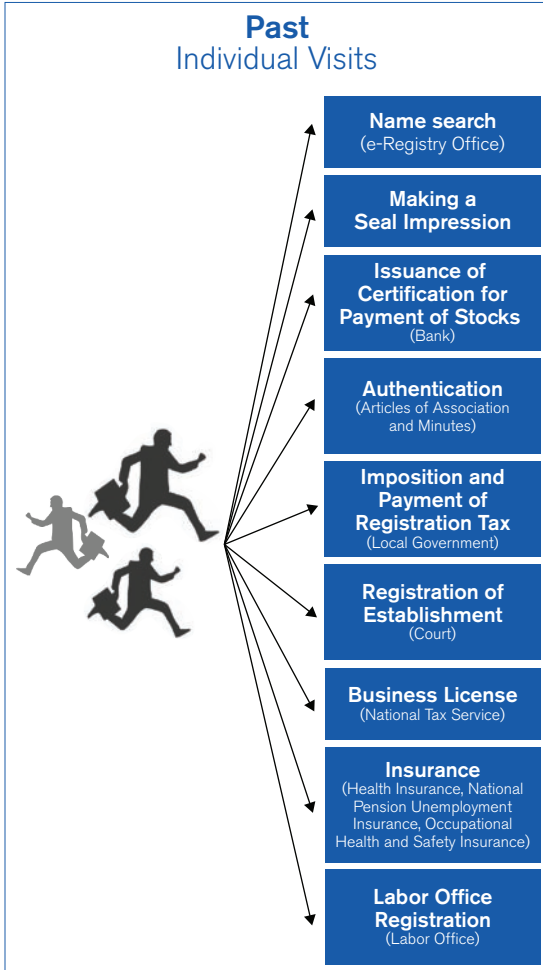 Past
Individual Visits
Name search
(e-Registry Office)
Making a
Seal Impression
Issuance of
Certification for
Payment of Stocks
(Bank)
Authentication
(Articles of Association
and Minutes)
Imposition and
Payment of
Registration Tax
(Local Government)
Registration of
Establishment
(Court)
Business License
(National Tax Service)
Insurance
(Health Insurance, National
Pension Unemployment
Insurance, Occupational
Health and Safety Insurance)
Labor Office
Registration
(Labor Office)